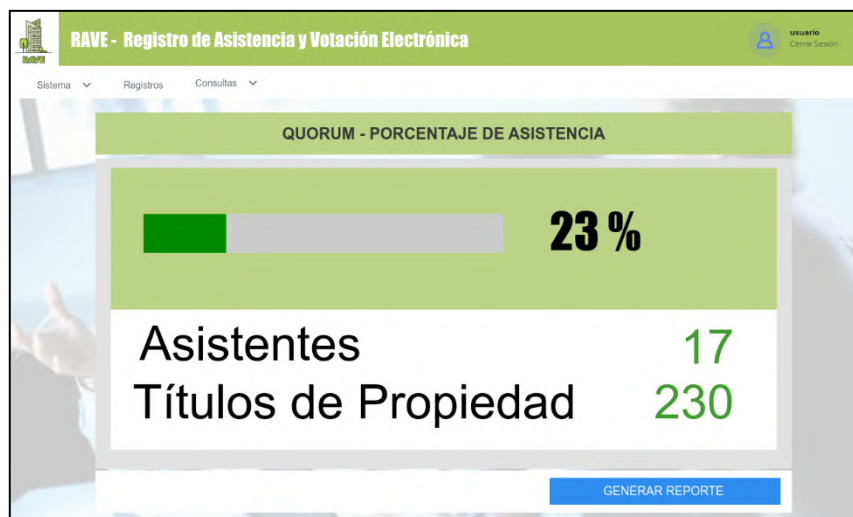 RAVE
RAVE - Registro de Asistencia y Votación Electrónica
usuario
Cerrar Sesión
Sistema
Registros
Consultas
QUORUM - PORCENTAJE DE ASISTENCIA
23 %
Asistentes 17
Títulos de Propiedad 230
GENERAR REPORTE